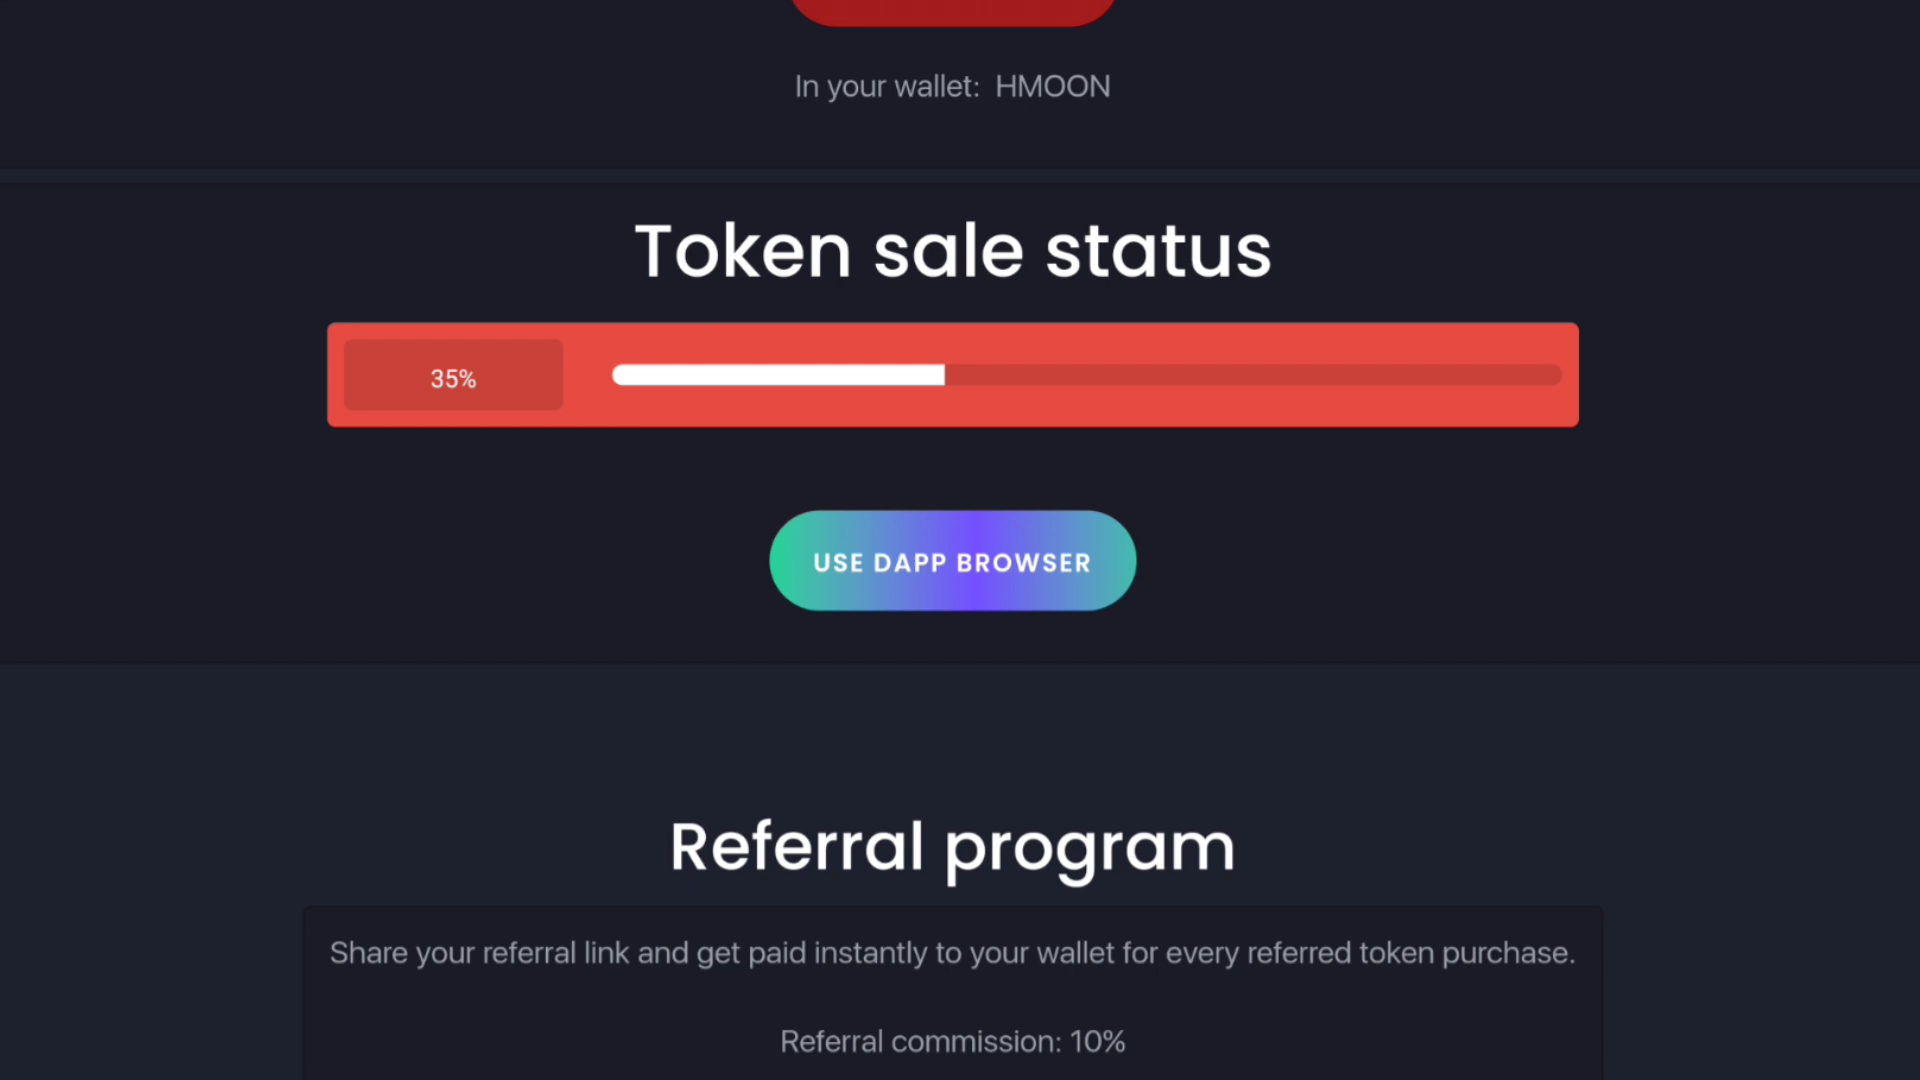 In your wallet: HMOON
Token sale status
35%
USE DAPP BROWSER
Referral program
Share your referral link and get paid instantly to your wallet for every referred token purchase.
Referral commission: 10%